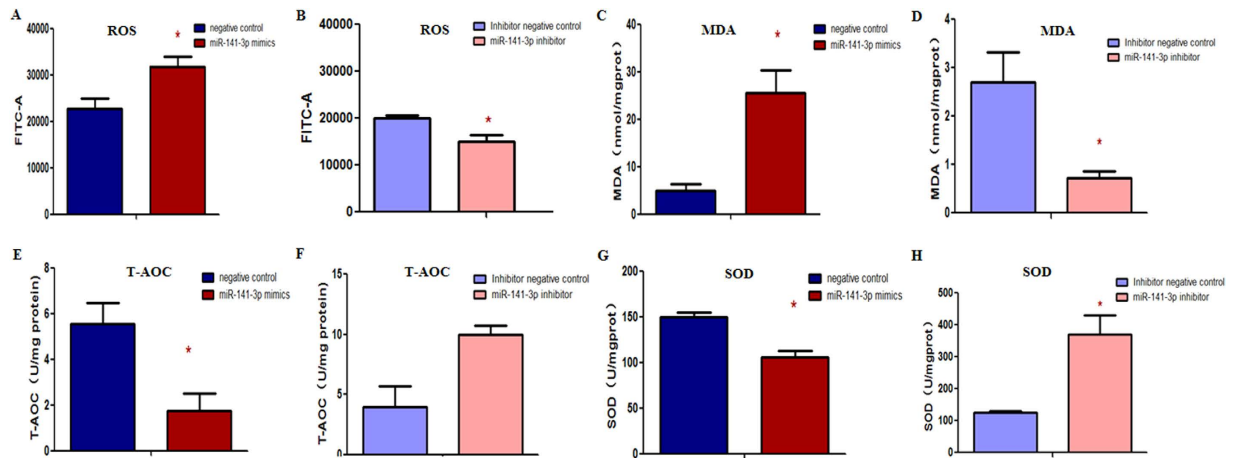 A
ROS
negative control
miR-141-3p mimics
*
FITC-A
40000
30000
20000
10000
0
B
ROS
Inhibitor negative control
miR-141-3p inhibitor
*
FITC-A
40000
30000
20000
10000
0
C
MDA
negative control
miR-141-3p mimics
*
MDA（nmol/mgprot)
40
30
20
10
0
D
MDA
Inhibitor negative control
miR-141-3p inhibitor
*
MDA（nmol/mgprot)
4
3
2
1
0
E
T-AOC
negative control
miR-141-3p mimics
*
T-AOC（U/mg protein)
8
6
4
2
0
F
T-AOC
Inhibitor negative control
miR-141-3p inhibitor
T-AOC（U/mg protein)
15
10
5
0
G
SOD
negative control
miR-141-3p mimics
*
SOD（U/mgprot)
200
150
100
50
0
H
SOD
Inhibitor negative control
miR-141-3p inhibitor
*
SOD（U/mgprot)
500
400
300
200
100
0